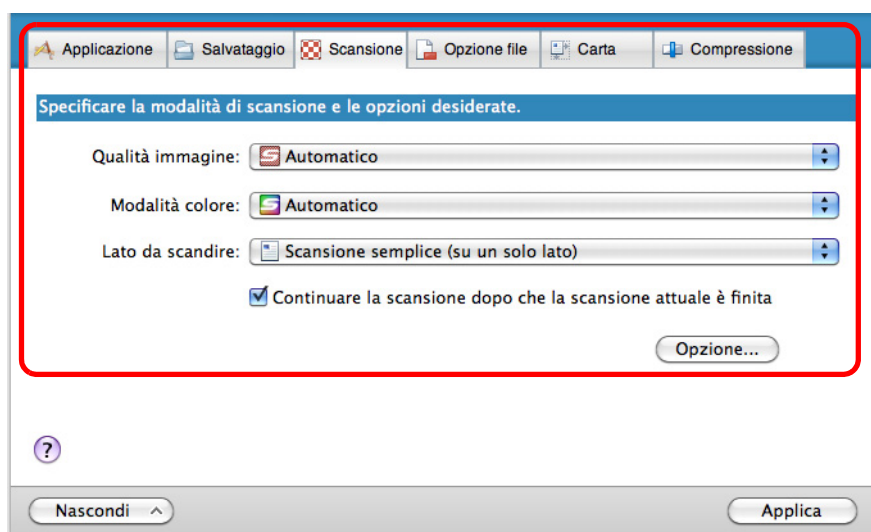 Applicazione Salvataggio Scansione Opzione file Carta Compressione
Specificare la modalità di scansione e le opzioni desiderate.
Qualità immagine: Automatico
Modalità colore: Automatico
Lato da scandire: Scansione semplice (su un solo lato)
Continuare la scansione dopo che la scansione attuale è finita
Opzione...
?
Nascondi Applica